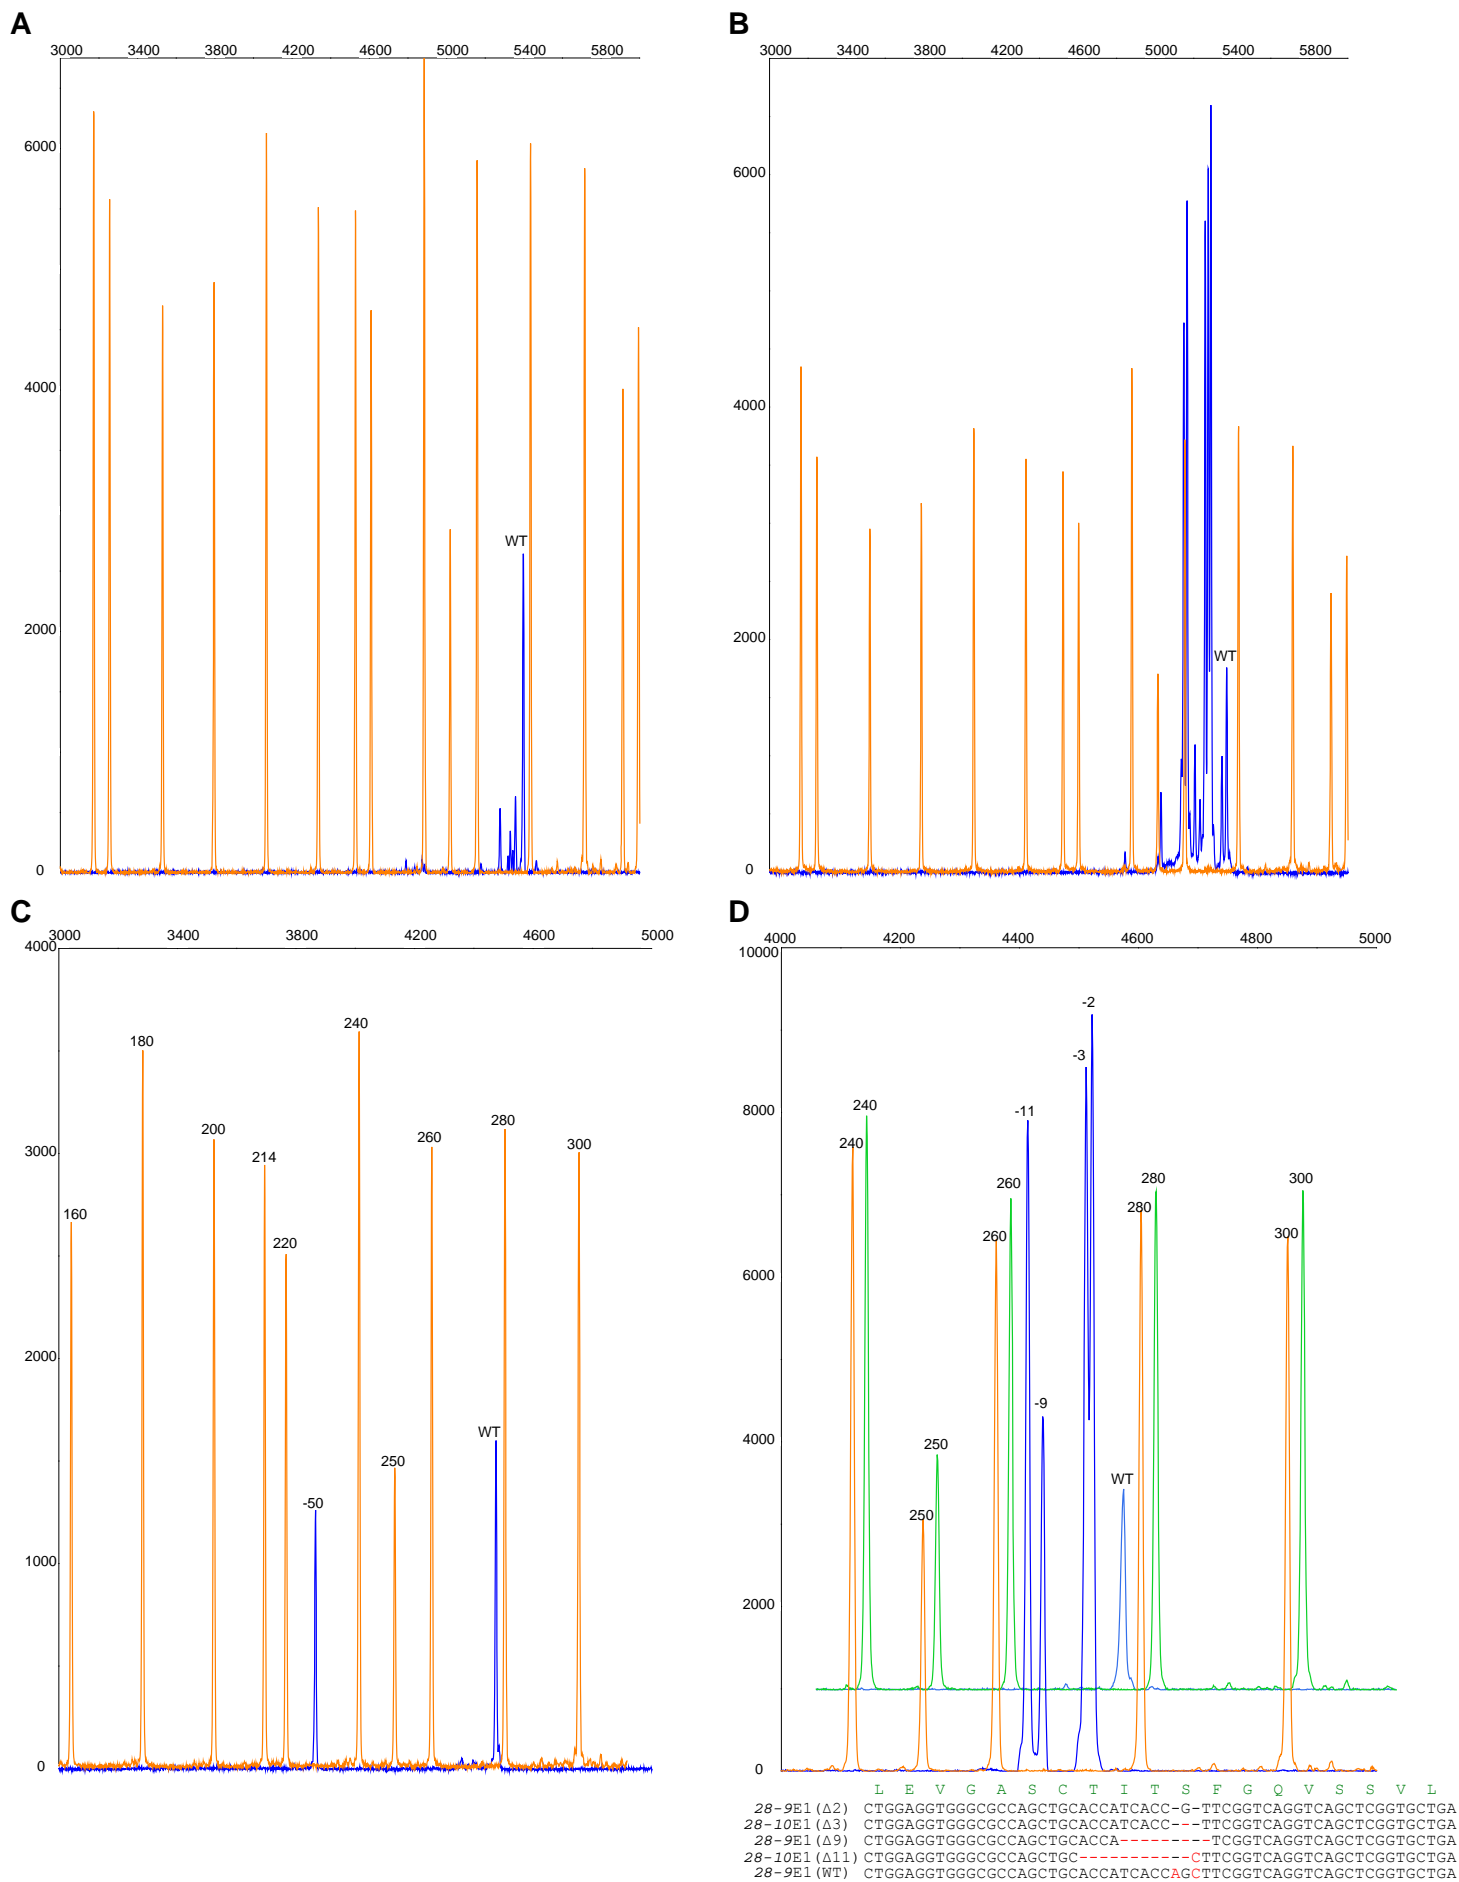 A
3000 3400 3800 4200 4600 5000 5400 5800
6000
4000
2000
0
WT
B
3000 3400 3800 4200 4600 5000 5400 5800
6000
4000
2000
0
WT
C
3000 3400 3800 4200 4600 5000
4000
3000
2000
1000
0
160
180
200
214
220
-50
240
250
260
WT
280
300
D
4000 4200 4400 4600 4800 5000
10000
8000
6000
4000
2000
0
-2
-3
-11
240
240
260
280
300
280
300
260
-9
250
WT
250
L E V G A S C T I T S F G Q V S S V L
28-9E1(Δ2) CTGGAGGTGGGCGCCAGCTGCACCATCACC-G-TTCGGTCAGGTCAGCTCGGTGCTGA
28-10E1(Δ3) CTGGAGGTGGGCGCCAGCTGCACCATCACC---TTCGGTCAGGTCAGCTCGGTGCTGA
28-9E1(Δ9) CTGGAGGTGGGCGCCAGCTGCACCA---------TCGGTCAGGTCAGCTCGGTGCTGA
28-10E1(Δ11) CTGGAGGTGGGCGCCAGCTGC-----------CTTCGGTCAGGTCAGCTCGGTGCTGA
28-9E1(WT) CTGGAGGTGGGCGCCAGCTGCACCATCACCAGCTTCGGTCAGGTCAGCTCGGTGCTGA